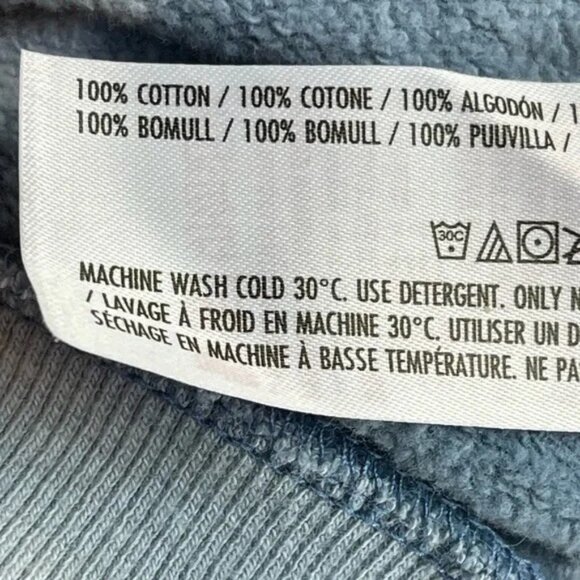 100% COTTON / 100% COTONE / 100% ALGODÓN /
100% BOMULL / 100% BOMULL / 100% PUUVILLA /
30C
MACHINE WASH COLD 30°C. USE DETERGENT. ONLY
/ LAVAGE À FROID EN MACHINE 30°C. UTILISER UN
SÉCHAGE EN MACHINE À BASSE TEMPÉRATURE. NE